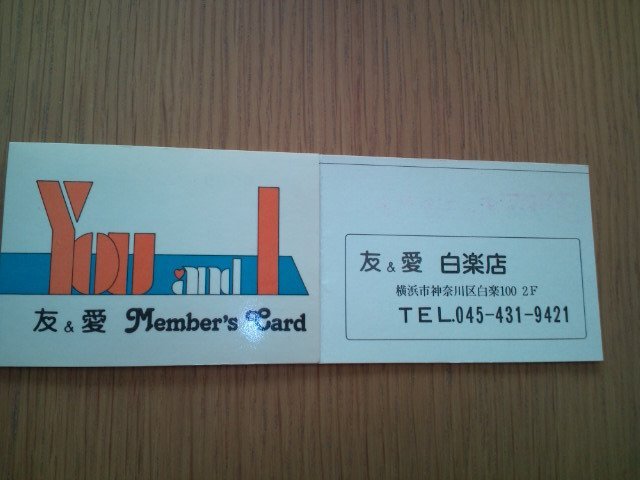 You and I
友 & 愛 Member's Card
友 & 愛 白楽店
横浜市神奈川区白楽100 2F
TEL.045-431-9421